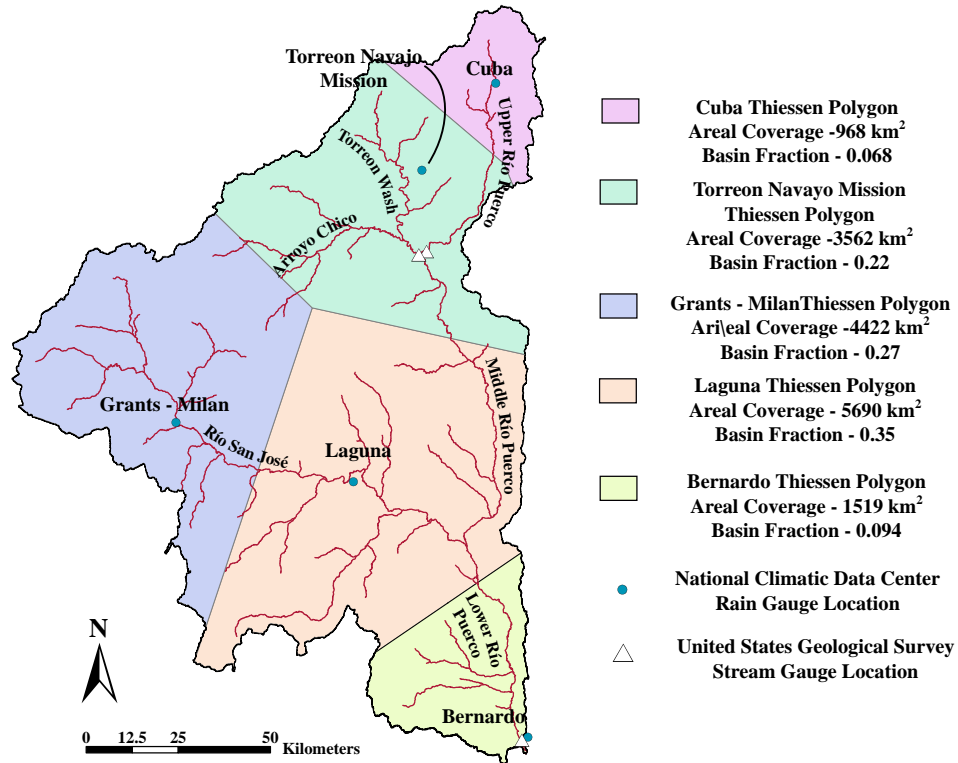 Torreon Navajo
Mission
Cuba
Upper Río Puerco
Torreon Wash
Arroyo Chico
Grants - Milan
Río San José
Laguna
Middle Río Puerco
Lower Río
Puerco
Bernardo
N
0 12.5 25 50 Kilometers
Cuba Thiessen Polygon
Areal Coverage -968 km²
Basin Fraction - 0.068
Torreon Navayo Mission
Thiessen Polygon
Areal Coverage -3562 km²
Basin Fraction - 0.22
Grants - MilanThiessen Polygon
Ari\eal Coverage -4422 km²
Basin Fraction - 0.27
Laguna Thiessen Polygon
Areal Coverage - 5690 km²
Basin Fraction - 0.35
Bernardo Thiessen Polygon
Areal Coverage - 1519 km²
Basin Fraction - 0.094
National Climatic Data Center
Rain Gauge Location
United States Geological Survey
Stream Gauge Location